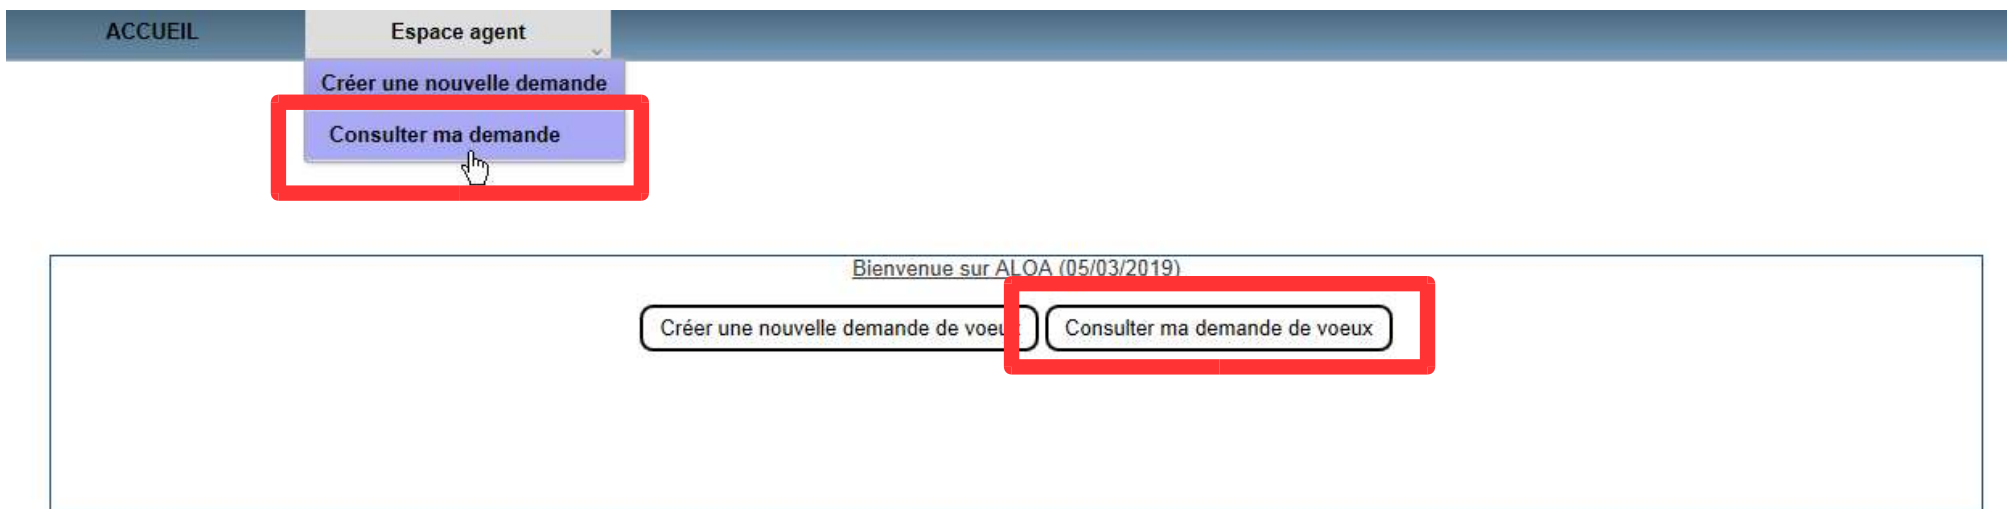 ACCUEIL Espace agent
Créer une nouvelle demande
Consulter ma demande
Bienvenue sur ALOA (05/03/2019)
Créer une nouvelle demande de voeux Consulter ma demande de voeux